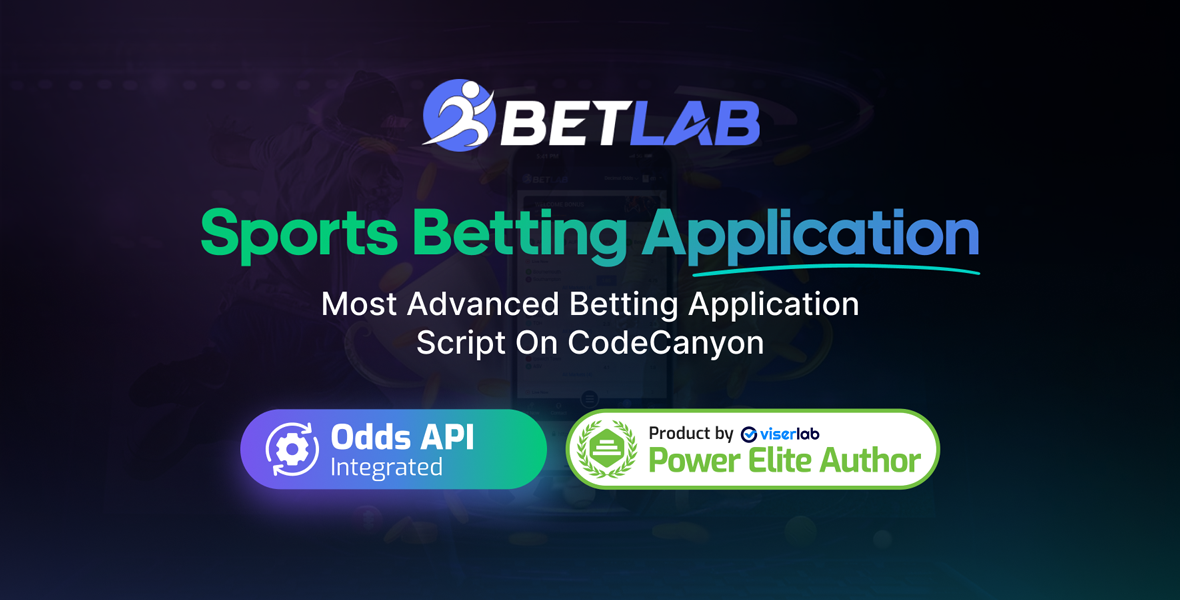 BETLAB
Sports Betting Application
Most Advanced Betting Application
Script On CodeCanyon
Odds API
Integrated
Product by viserlab
Power Elite Author